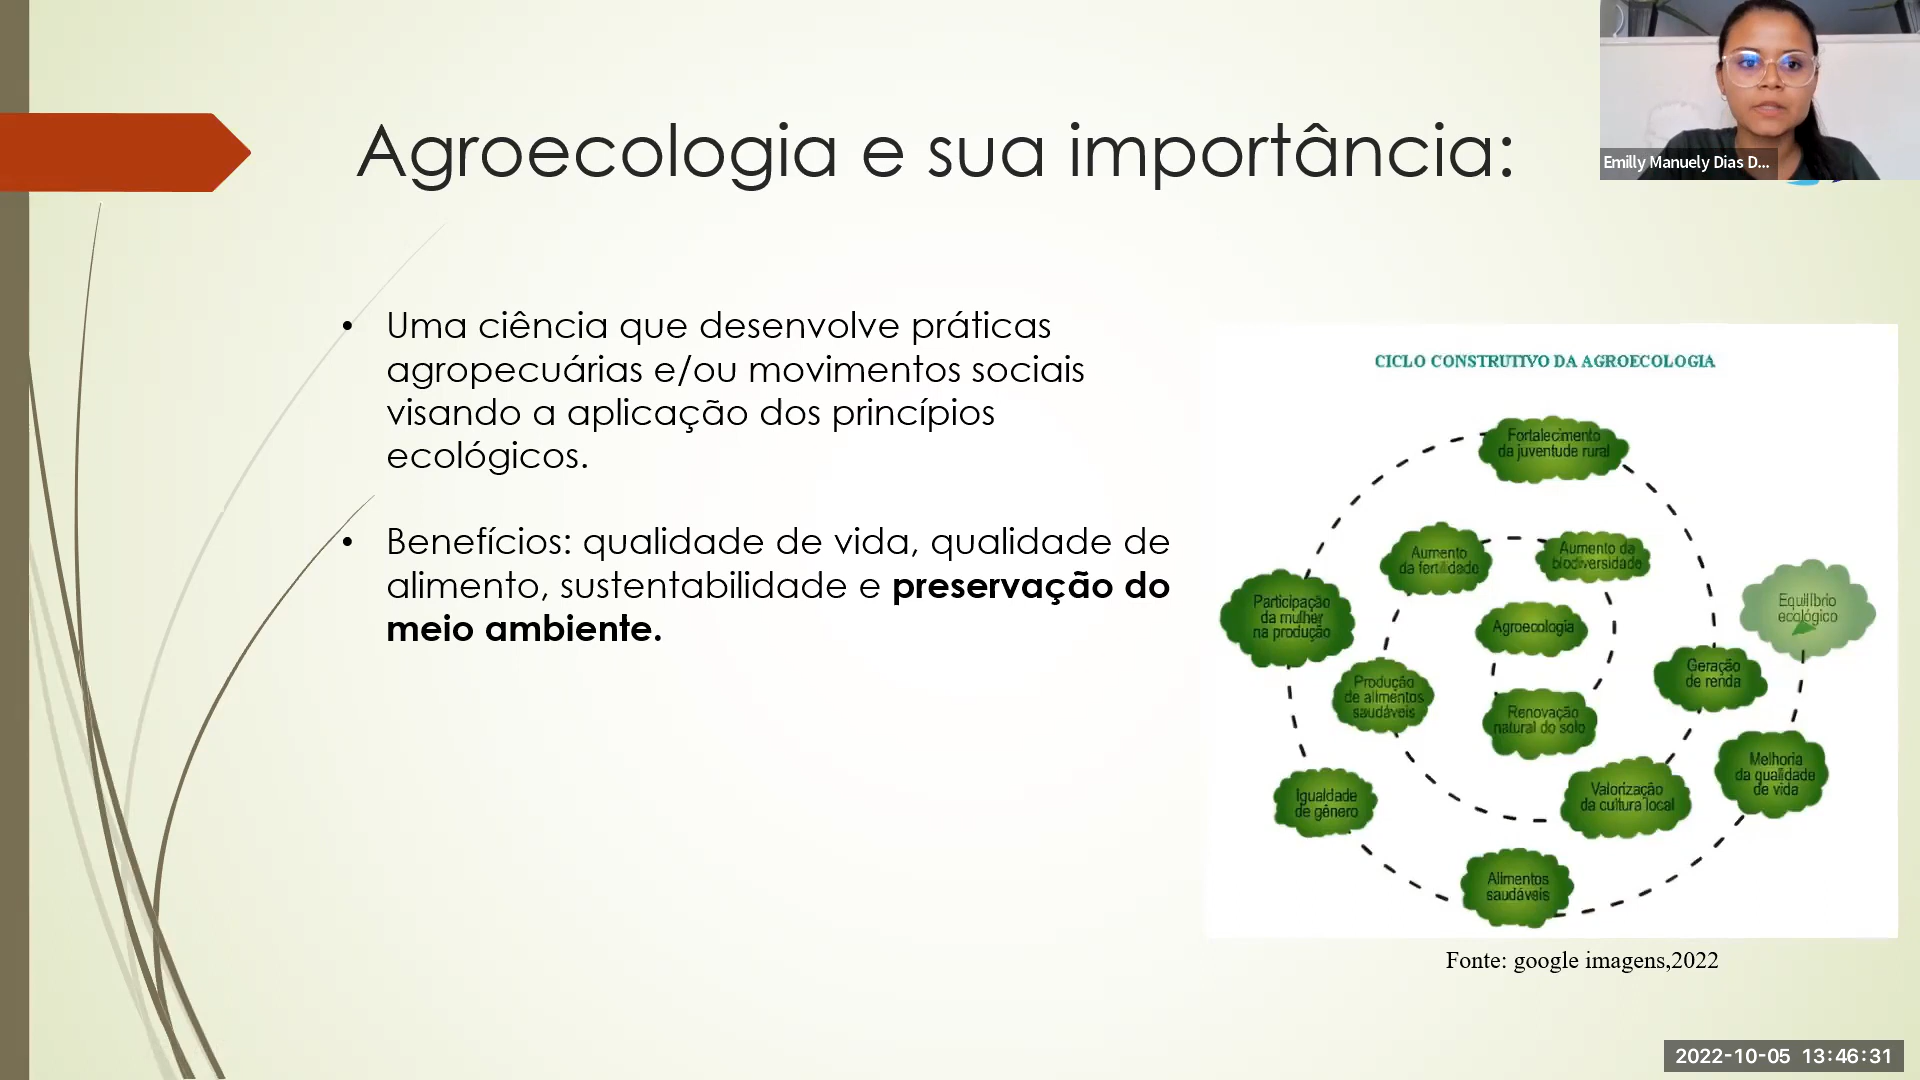 Agroecologia e sua importância:
Emilly Manuely Dias D...
• Uma ciência que desenvolve práticas
agropecuárias e/ou movimentos sociais
visando a aplicação dos princípios
ecológicos.
• Benefícios: qualidade de vida, qualidade de
alimento, sustentabilidade e preservação do
meio ambiente.
CICLO CONSTRUTIVO DA AGROECOLOGIA
Fortalecimento
da juventude rural
Aumento
da fertilidade
Aumento da
biodiversidade
Participação
da mulher
na produção
Agroecologia
Equilíbrio
ecológico
Produção
de alimentos
saudáveis
Renovação
natural do solo
Geração
de renda
Igualdade
de gênero
Valorização
da cultura local
Melhoria
da qualidade
de vida
Alimentos
saudáveis
Fonte: google imagens,2022
2022-10-05 13:46:31